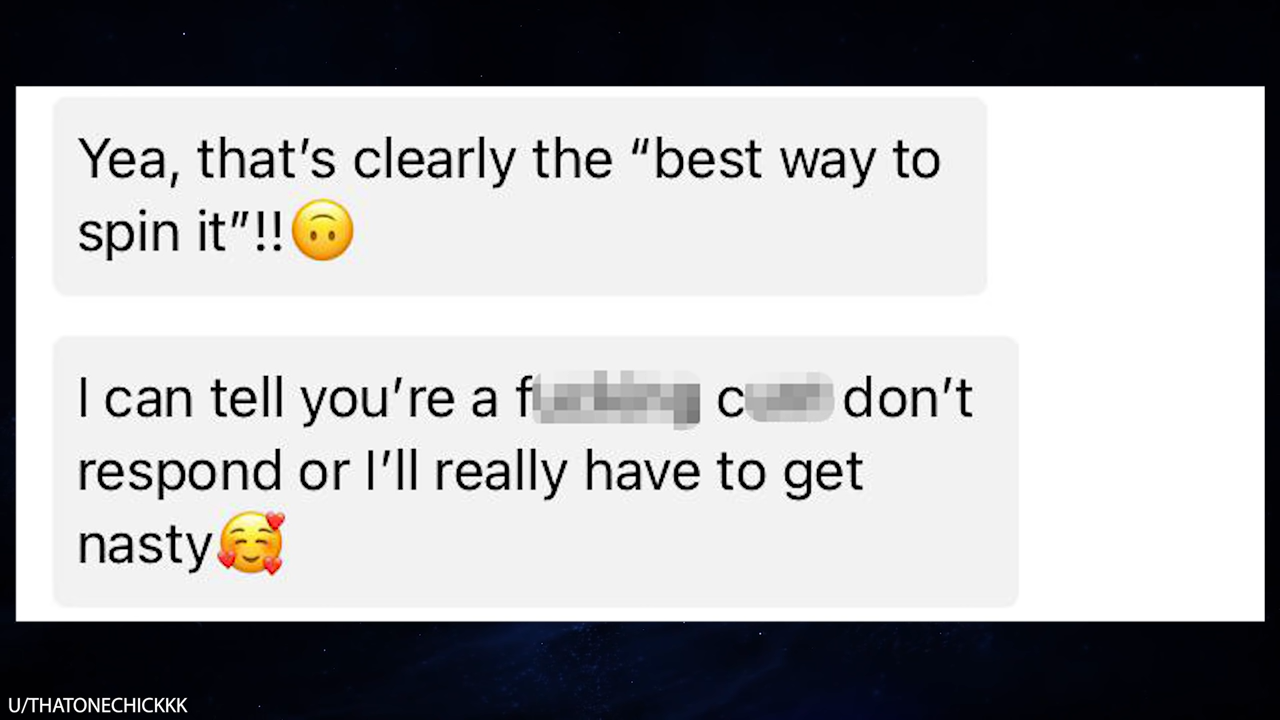 Yea, that's clearly the “best way to
spin it”!!🙃
I can tell you're a f c don't
respond or I'll really have to get
nasty🥰
U/THATONECHICKKK